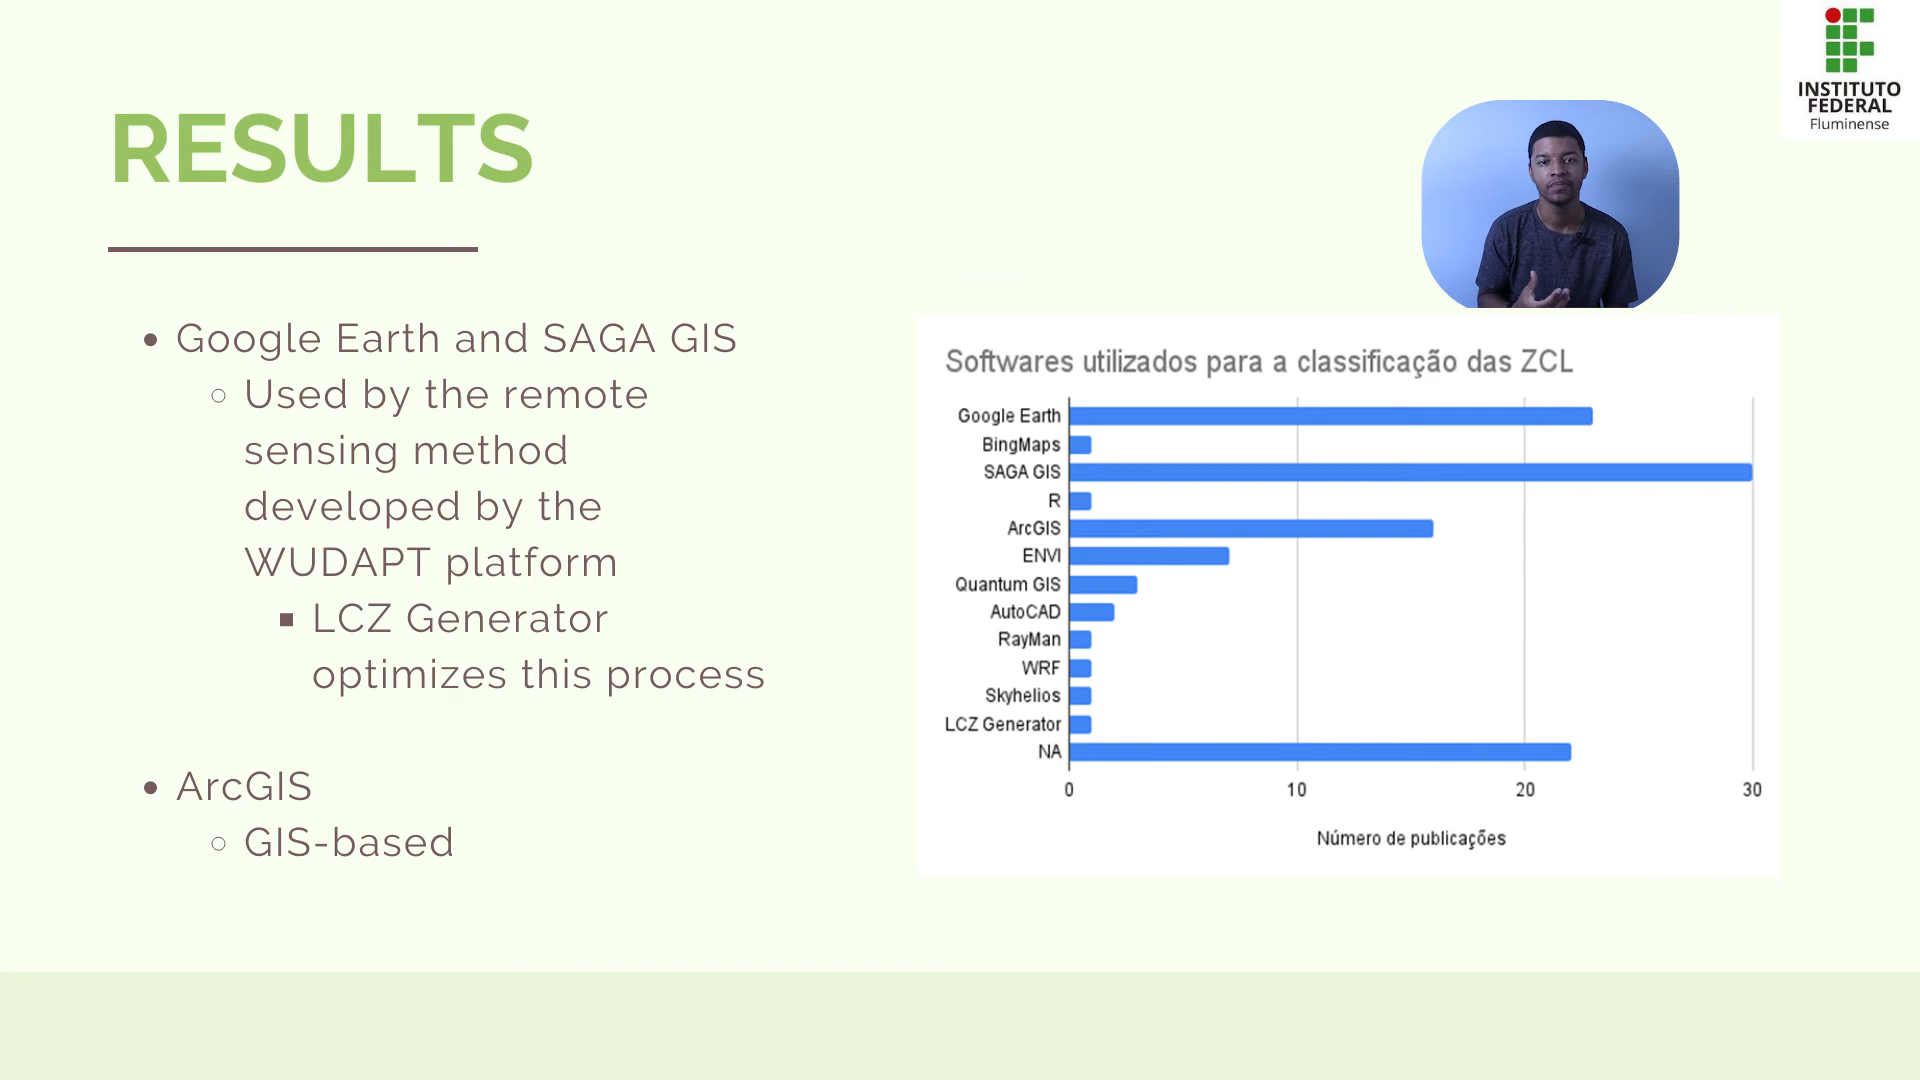 RESULTS
INSTITUTO
FEDERAL
Fluminense
Google Earth and SAGA GIS
Used by the remote
sensing method
developed by the
WUDAPT platform
LCZ Generator
optimizes this process
ArcGIS
GIS-based
Softwares utilizados para a classificação das ZCL
Google Earth
BingMaps
SAGA GIS
R
ArcGIS
ENVI
Quantum GIS
AutoCAD
RayMan
WRF
Skyhelios
LCZ Generator
NA
0 10 20 30
Número de publicações